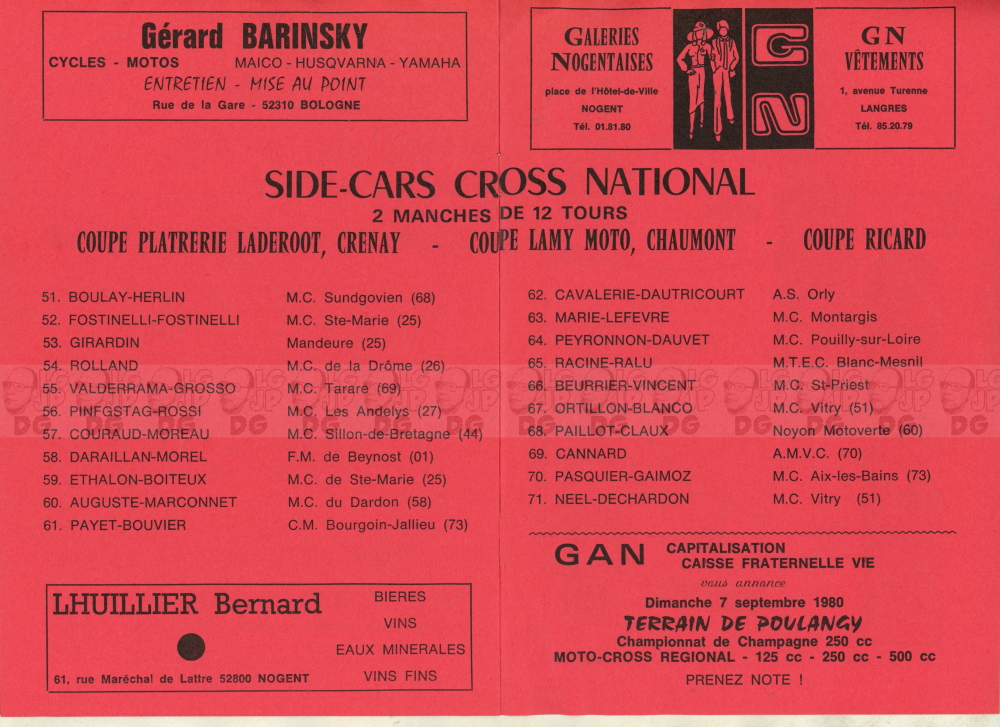 Gérard BARINSKY
CYCLES - MOTOS MAICO - HUSQVARNA - YAMAHA
ENTRETIEN - MISE AU POINT
Rue de la Gare - 52310 BOLOGNE
GALERIES
NOGENTAISES
place de l'Hôtel-de-Ville
NOGENT
Tél. 01.81.80
G
N
GN
VÊTEMENTS
1, avenue Turenne
LANGRES
Tél. 85.20.79
SIDE-CARS CROSS NATIONAL
2 MANCHES DE 12 TOURS
COUPE PLATRERIE LADEROOT, CRENAY - COUPE LAMY MOTO, CHAUMONT - COUPE RICARD
51. BOULAY-HERLIN M.C. Sundgovien (68)
52. FOSTINELLI-FOSTINELLI M.C. Ste-Marie (25)
53. GIRARDIN Mandeure (25)
54. ROLLAND M.C. de la Drôme (26)
55. VALDERRAMA-GROSSO M.C. Tarare (69)
56. PINFGSTAG-ROSSI M.C. Les Andelys (27)
57. COURAUD-MOREAU M.C. Sillon-de-Bretagne (44)
58. DARAILLAN-MOREL F.M. de Beynost (01)
59. ETHALON-BOITEUX M.C. de Ste-Marie (25)
60. AUGUSTE-MARCONNET M.C. du Dardon (58)
61. PAYET-BOUVIER C.M. Bourgoin-Jallieu (73)
62. CAVALERIE-DAUTRICOURT A.S. Orly
63. MARIE-LEFEVRE M.C. Montargis
64. PEYRONNON-DAUVET M.C. Pouilly-sur-Loire
65. RACINE-RALU M.T.E.C. Blanc-Mesnil
66. BEURRIER-VINCENT M.C. St-Priest
67. ORTILLON-BLANCO M.C. Vitry (51)
68. PAILLOT-CLAUX Noyon Motoverte (60)
69. CANNARD A.M.V.C. (70)
70. PASQUIER-GAIMOZ M.C. Aix-les-Bains (73)
71. NEEL-DECHARDON M.C. Vitry (51)
LHUILLIER Bernard
61, rue Maréchal de Lattre 52800 NOGENT
BIERES
VINS
EAUX MINERALES
VINS FINS
GAN CAPITALISATION
CAISSE FRATERNELLE VIE
vous annonce
Dimanche 7 septembre 1980
TERRAIN DE POULANGY
Championnat de Champagne 250 cc
MOTO-CROSS REGIONAL - 125 cc - 250 cc - 500 cc
PRENEZ NOTE !